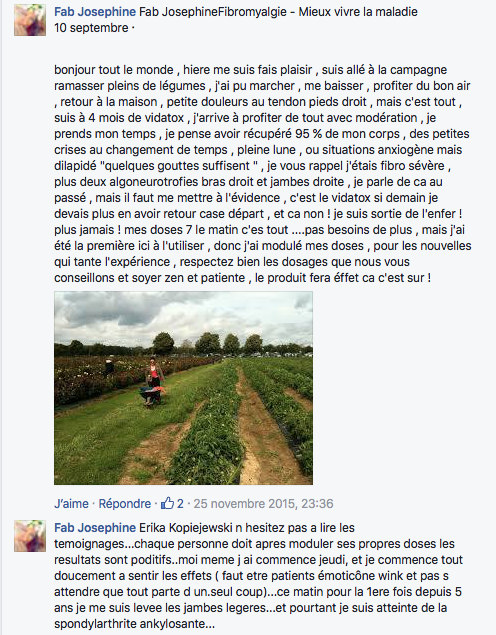 Fab Josephine Fab JosephineFibromyalgie - Mieux vivre la maladie
10 septembre ·
bonjour tout le monde , hiere me suis fais plaisir , suis allé à la campagne
ramasser pleins de légumes , j'ai pu marcher , me baisser , profiter du bon air
, retour à la maison , petite douleurs au tendon pieds droit , mais c'est tout ,
suis à 4 mois de vidatox , j'arrive à profiter de tout avec modération , je
prends mon temps , je pense avoir récupéré 95 % de mon corps , des petites
crises au changement de temps , pleine lune , ou situations anxiogène mais
dilapidé "quelques gouttes suffisent " , je vous rappel j'étais fibro sévère ,
plus deux algoneurotrofies bras droit et jambes droite , je parle de ca au
passé , mais il faut me mettre à l'évidence , c'est le vidatox si demain je
devais plus en avoir retour case départ , et ca non ! je suis sortie de l'enfer !
plus jamais ! mes doses 7 le matin c'es tout ....pas besoins de plus , mais j'ai
été la première ici à l'utiliser , donc j'ai modulé mes doses , pour les nouvelles
qui tante l'expérience , respectez bien les dosages que nous vous
conseillons et soyer zen et patiente , le produit fera éffet ca c'est sur !
J'aime · Répondre · 2 · 25 novembre 2015, 23:36
Fab Josephine Erika Kopiejewski n hesitez pas a lire les
temoignages...chaque personne doit apres moduler ses propres doses les
resultats sont poditifs..moi meme j ai commence jeudi, et je commence tout
doucement a sentir les effets ( faut etre patients émoticône wink et pas s
attendre que tout parte d un.seul coup)...ce matin pour la 1ere fois depuis 5
ans je me suis levee les jambes legeres...et pourtant je suis atteinte de la
spondylarthrite ankylosante...